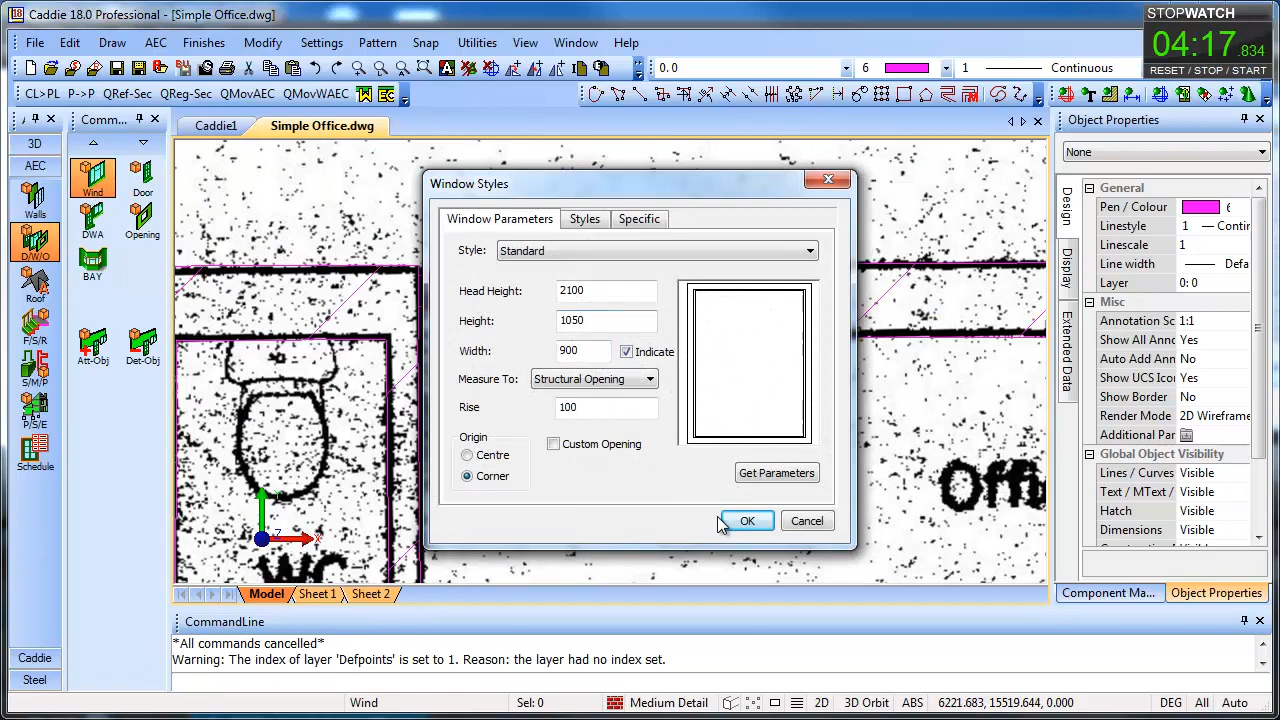 Caddie 18.0 Professional - [Simple Office.dwg]
STOPWATCH
04:17.834
RESET / STOP / START
File Edit Draw AEC Finishes Modify Settings Pattern Snap Utilities View Window Help
0. 0 6 1 Continuous
CL>PL P->P QRef-Sec QReg-Sec QMovAEC QMovWAEC
Comm...
Caddie1 Simple Office.dwg
Object Properties
3D
AEC
Walls
D/W/O
Roof
F/S/R
S/M/P
P/S/E
Schedule
Caddie
Steel
Wind Door
DWA Opening
BAY
Att-Obj Det-Obj
Window Styles
Window Parameters Styles Specific
Style: Standard
Head Height: 2100
Height: 1050
Width: 900 Indicate
Measure To: Structural Opening
Rise 100
Origin
Centre
Corner
Custom Opening
Get Parameters
OK Cancel
WC
Offi
X
Z
None
Design
Display
Extended Data
General
Pen / Colour 6
Linestyle 1 Contin
Linescale 1
Line width Defa
Layer 0: 0
Misc
Annotation Sc 1:1
Show All Anno Yes
Auto Add Ann No
Show UCS Icon Yes
Show Border No
Render Mode 2D Wireframe
Additional Par
Global Object Visibility
Lines / Curves Visible
Text / MText / Visible
Hatch Visible
Dimensions Visible
Component Ma... Object Properties
Model Sheet 1 Sheet 2
CommandLine
*All commands cancelled*
Warning: The index of layer 'Defpoints' is set to 1. Reason: the layer had no index set.
Wind Sel: 0 Medium Detail 2D 3D Orbit ABS 6221.683, 15519.644, 0.000 DEG All Auto